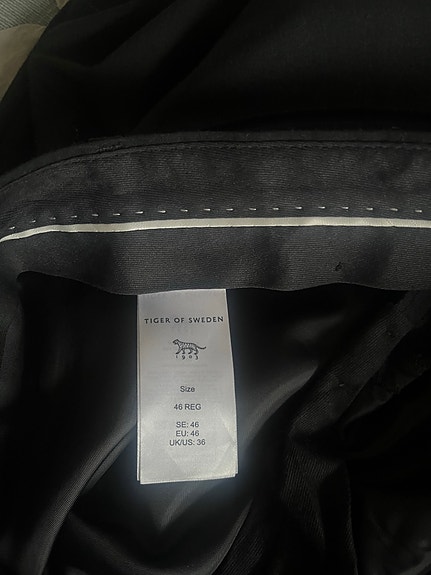 TIGER OF SWEDEN
1903
Size
46 REG
SE: 46
EU: 46
UK/US: 36